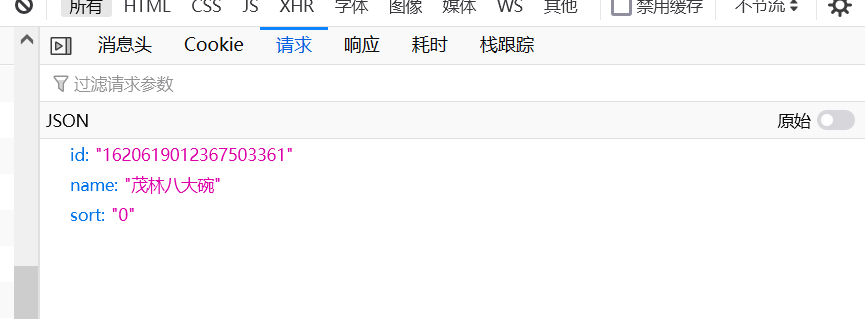 所有 HTML CSS JS XHR 字体 图像 媒体 WS 其他 禁用缓存 不节流
消息头 Cookie 请求 响应 耗时 栈跟踪
过滤请求参数
JSON 原始
id: "1620619012367503361"
name: "茂林八大碗"
sort: "0"